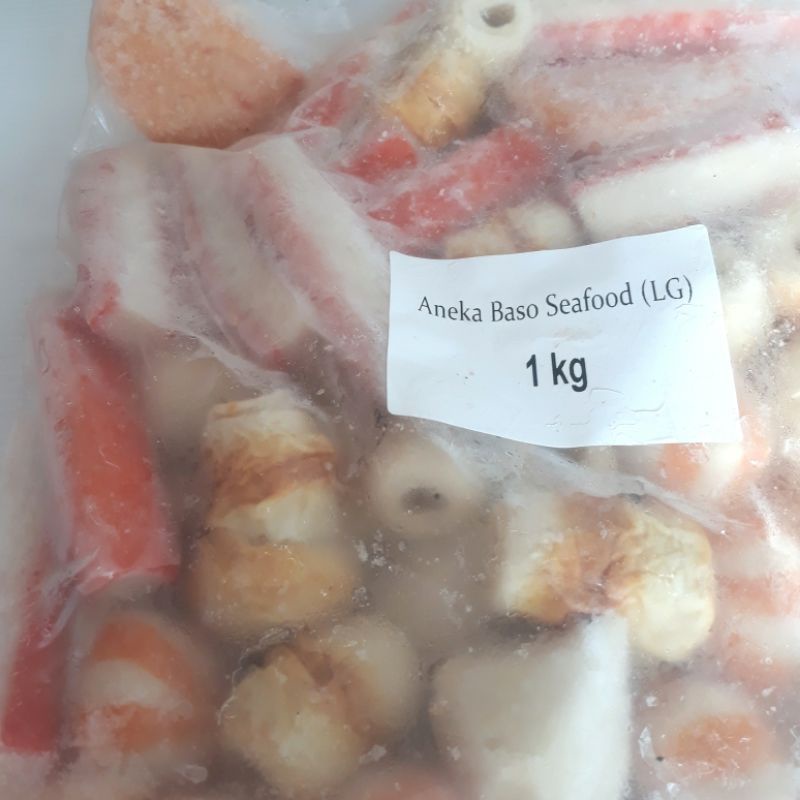 Aneka Baso Seafood (LG)
1 kg